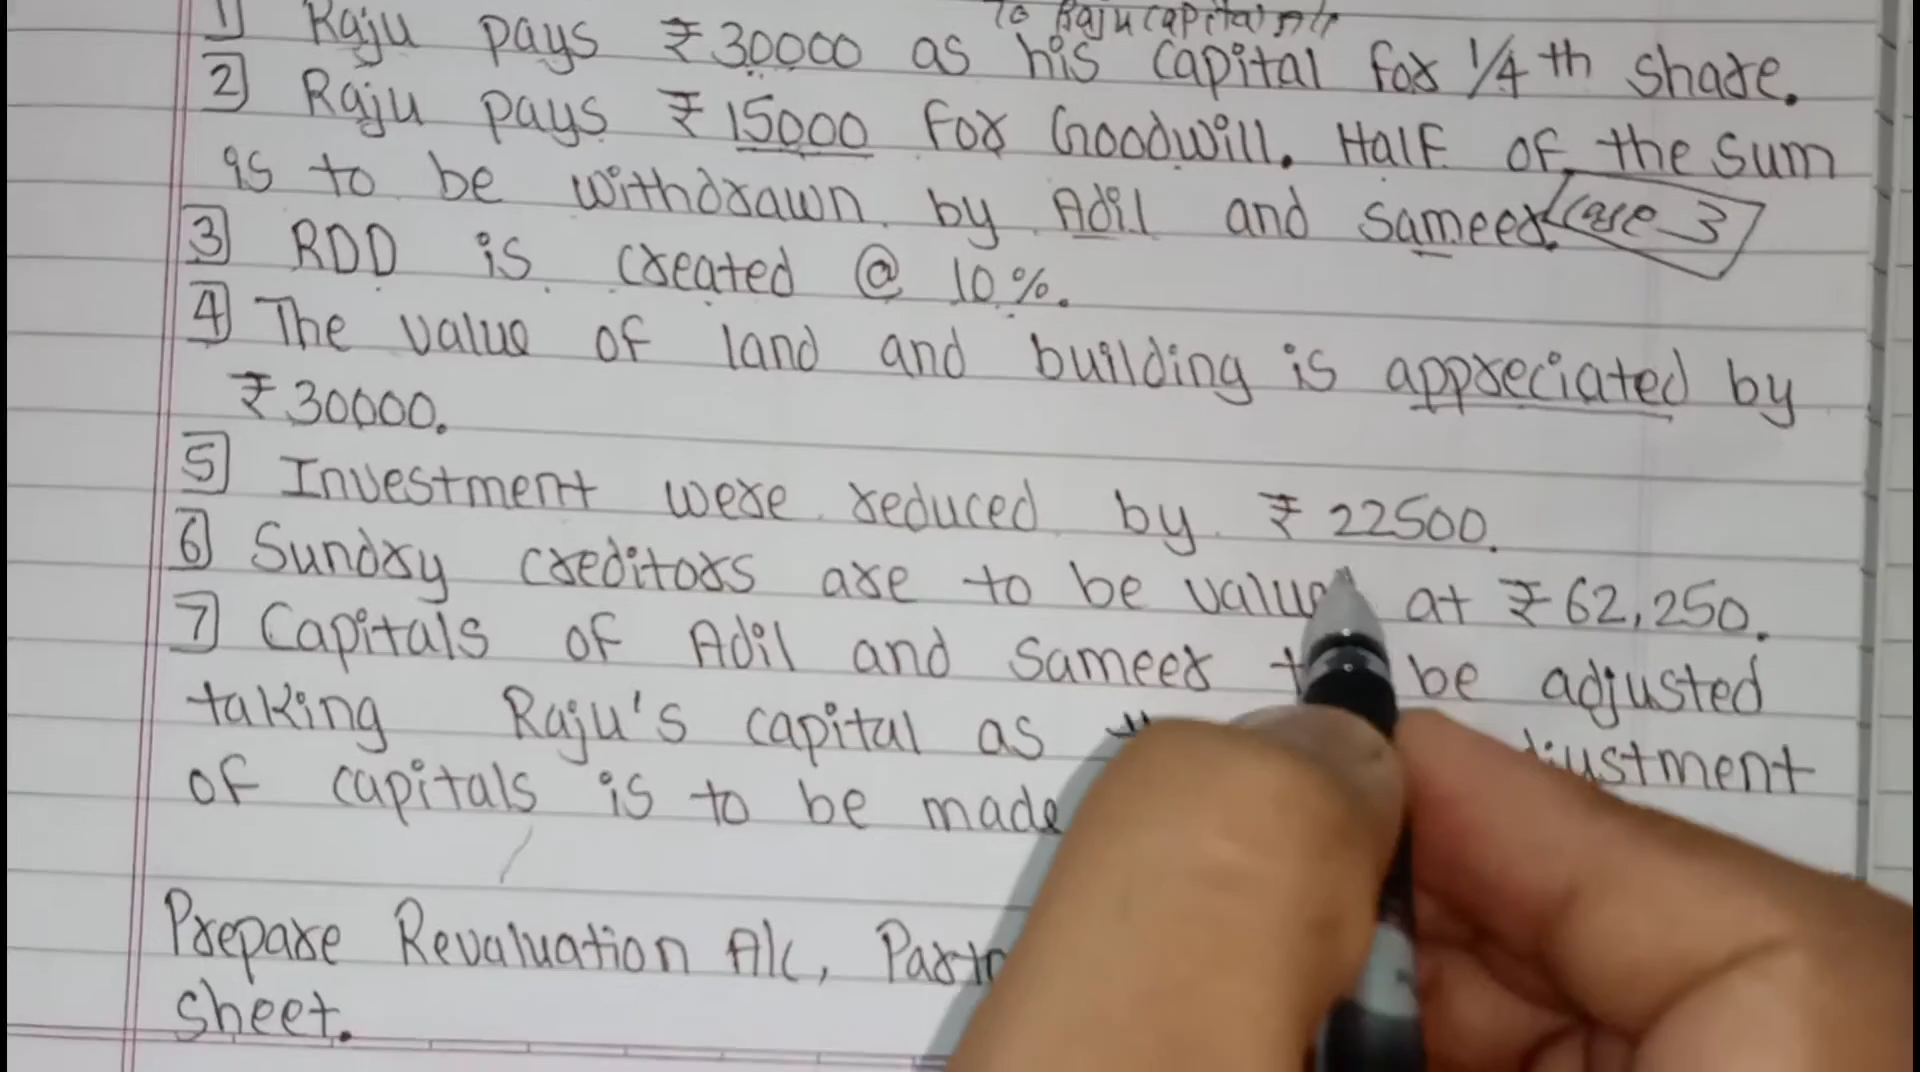 To Raju capital A/c
1) Raju pays ₹30000 as his capital for 1/4th share.
2) Raju pays ₹15000 for Goodwill. Half of the sum
is to be withdrawn by Adil and Sameer. Case 3
3) RDD is created @ 10%.
4) The value of land and building is appreciated by
₹30000.
5) Investment were reduced by ₹22500.
6) Sundry creditors are to be at ₹62,250.
7) Capitals of Adil and Sameer be adjusted
taking Raju's capital as
of capitals is to be made
Prepare Revaluation A/c,
sheet.